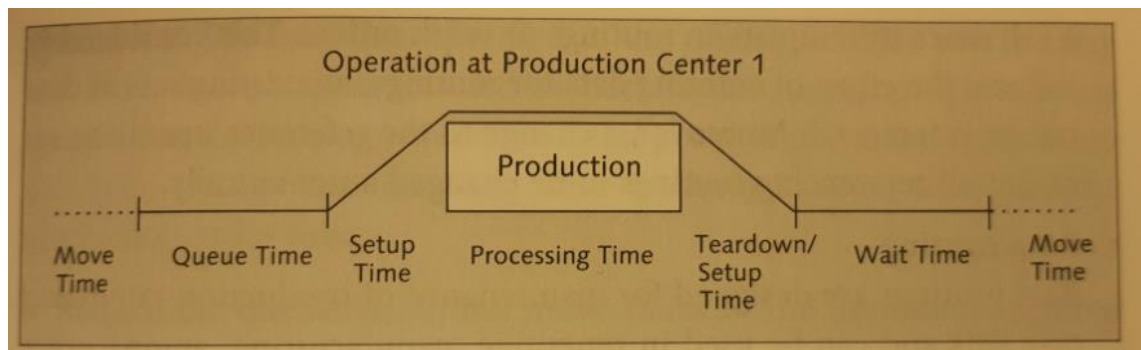 Operation at Production Center 1
Production
Move
Time
Queue Time
Setup
Time
Processing Time
Teardown/
Setup
Time
Wait Time
Move
Time